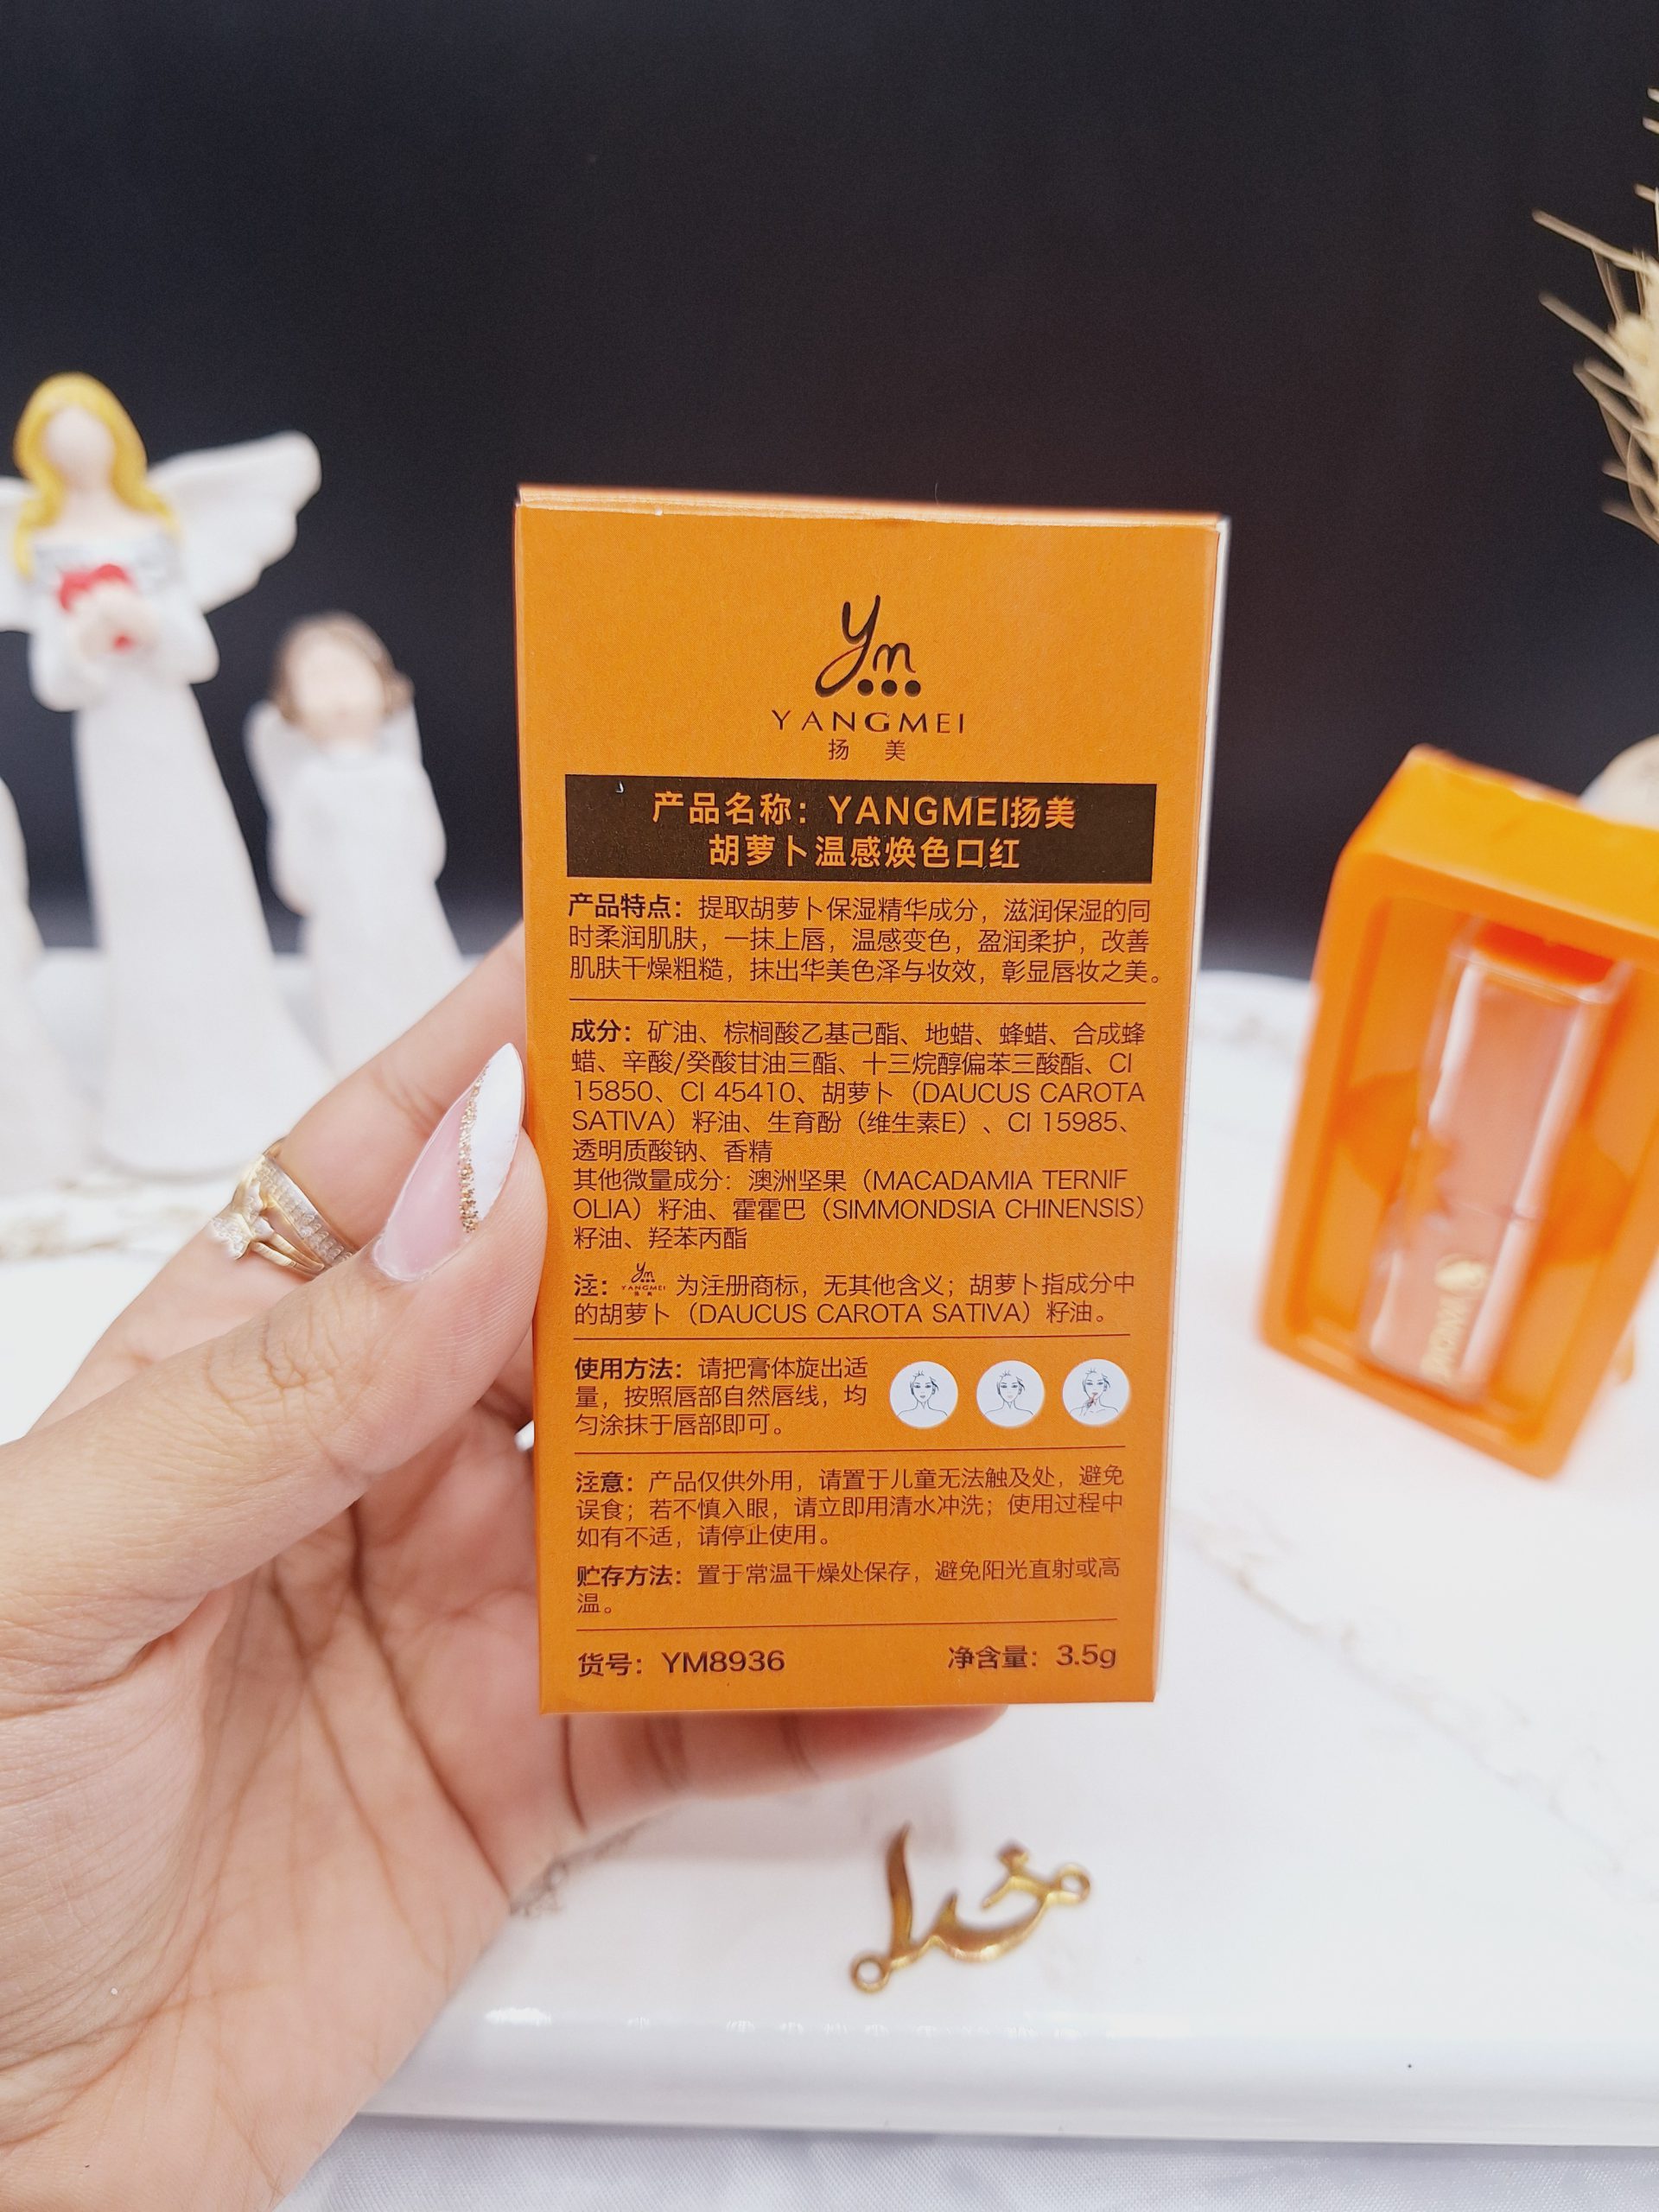 ym
YANGMEI
扬 美
产品名称：YANGMEI扬美
胡萝卜温感焕色口红
产品特点：提取胡萝卜保湿精华成分，滋润保湿的同
时柔润肌肤，一抹上唇，温感变色，盈润柔护，改善
肌肤干燥粗糙，抹出华美色泽与妆效，彰显唇妆之美。
成分：矿油、棕榈酸乙基己酯、地蜡、蜂蜡、合成蜂
蜡、辛酸/癸酸甘油三酯、十三烷醇偏苯三酸酯、CI
15850、CI 45410、胡萝卜（DAUCUS CAROTA
SATIVA）籽油、生育酚（维生素E）、CI 15985、
透明质酸钠、香精
其他微量成分：澳洲坚果（MACADAMIA TERNIF
OLIA）籽油、霍霍巴（SIMMONDSIA CHINENSIS）
籽油、羟苯丙酯
注：ym YANGMEI 扬美 为注册商标，无其他含义；胡萝卜指成分中
的胡萝卜（DAUCUS CAROTA SATIVA）籽油。
使用方法：请把膏体旋出适
量，按照唇部自然唇线，均
匀涂抹于唇部即可。
注意：产品仅供外用，请置于儿童无法触及处，避免
误食；若不慎入眼，请立即用清水冲洗；使用过程中
如有不适，请停止使用。
贮存方法：置于常温干燥处保存，避免阳光直射或高
温。
货号：YM8936 净含量：3.5g